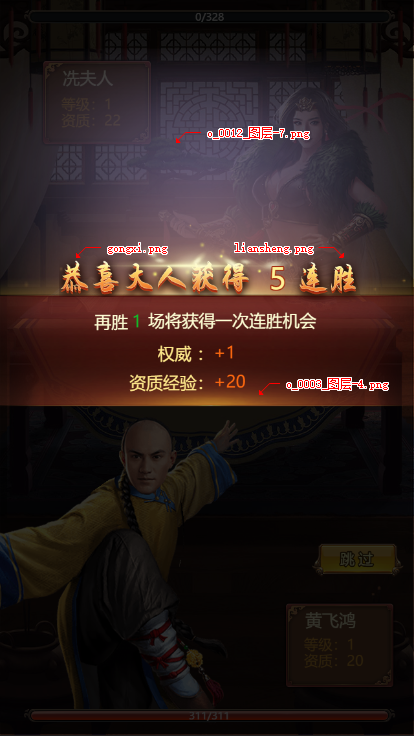 0/328
冼夫人
等级：1
资质：22
o_0012_图层-7.png
gongxi.png
liansheng.png
恭喜大人获得 5 连胜
再胜 1 场将获得一次连胜机会
权威：+1
资质经验：+20
o_0003_图层-4.png
跳过
黄飞鸿
等级：1
资质：20
311/311